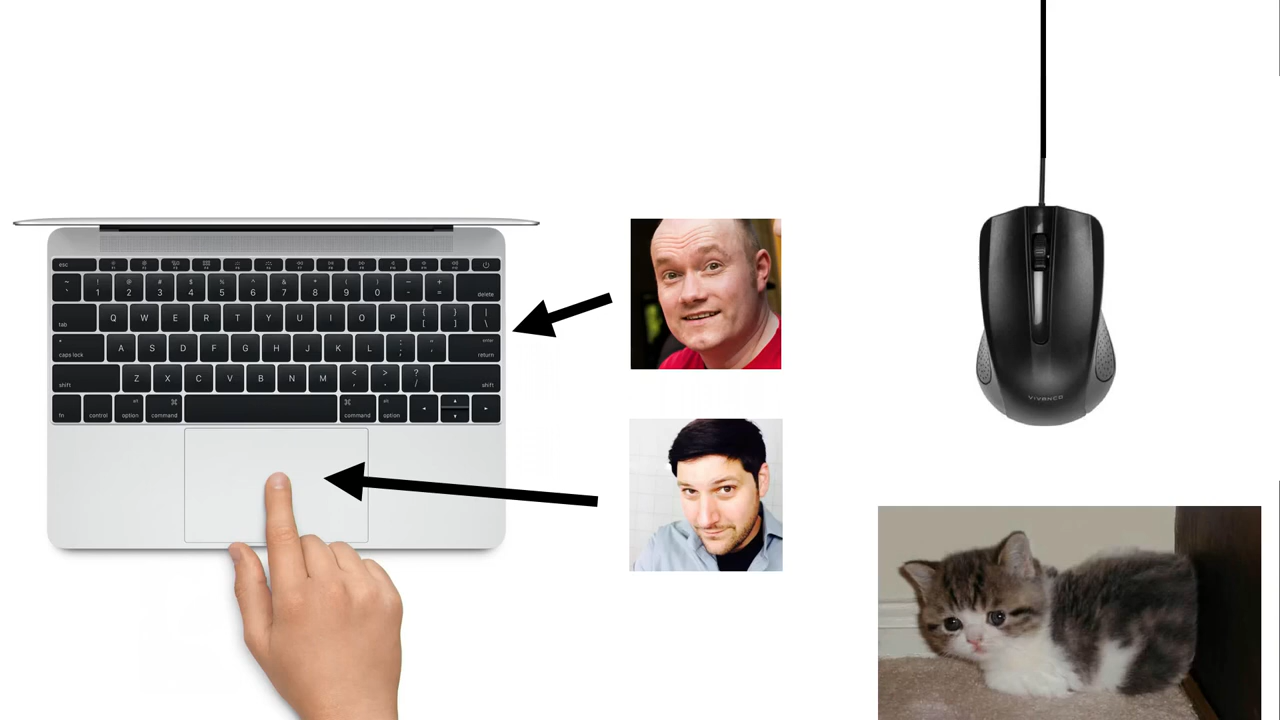 esc
~ ! @ # $ % ^ & * ( ) _ +
` 1 2 3 4 5 6 7 8 9 0 - = delete
tab Q W E R T Y U I O P { [ } ] | \
caps lock A S D F G H J K L : ; " ' enter return
shift Z X C V B N M < , > . ? / shift
fn control alt option ⌘ command ⌘ command alt option
VIVANCO